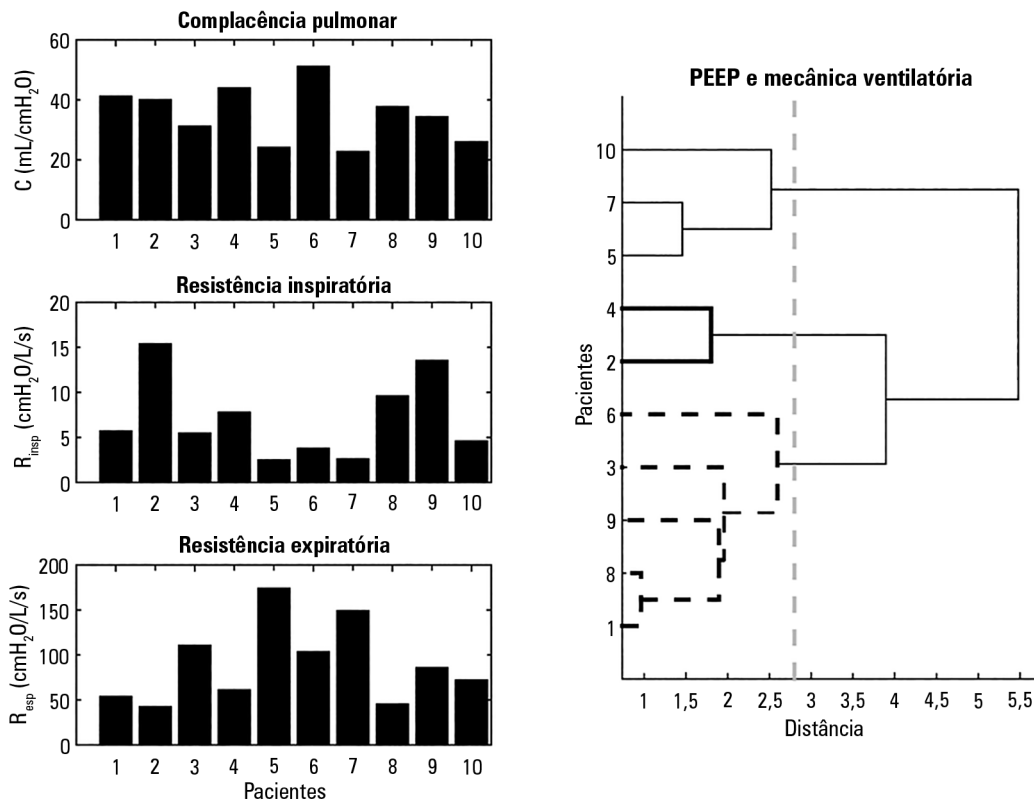 Complacência pulmonar
60
40
20
0
C (mL/cmH2O)
1 2 3 4 5 6 7 8 9 10
Resistência inspiratória
20
15
10
5
0
Rinsp (cmH2O/L/s)
1 2 3 4 5 6 7 8 9 10
Resistência expiratória
200
150
100
50
0
Resp (cmH2O/L/s)
1 2 3 4 5 6 7 8 9 10
Pacientes
PEEP e mecânica ventilatória
10
7
5
4
2
6
3
9
8
1
Pacientes
1 1,5 2 2,5 3 3,5 4 4,5 5 5,5
Distância